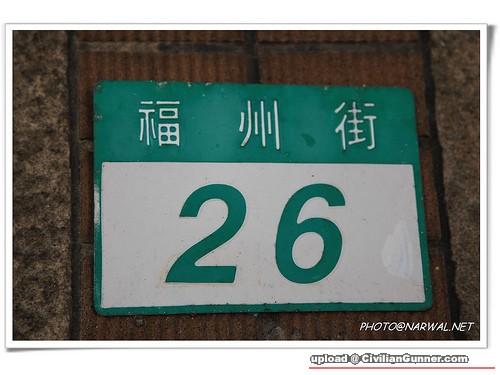 福州街
26
PHOTO@NARWAL.NET
upload @ CivilianGunner.com